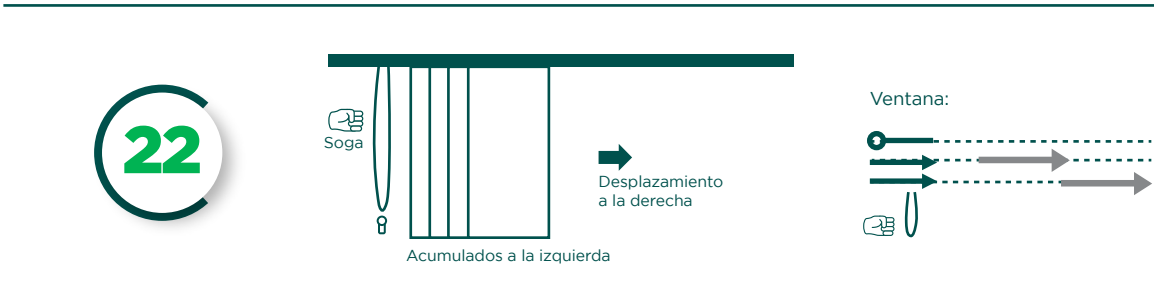 22
Soga
Desplazamiento
a la derecha
Acumulados a la izquierda
Ventana: